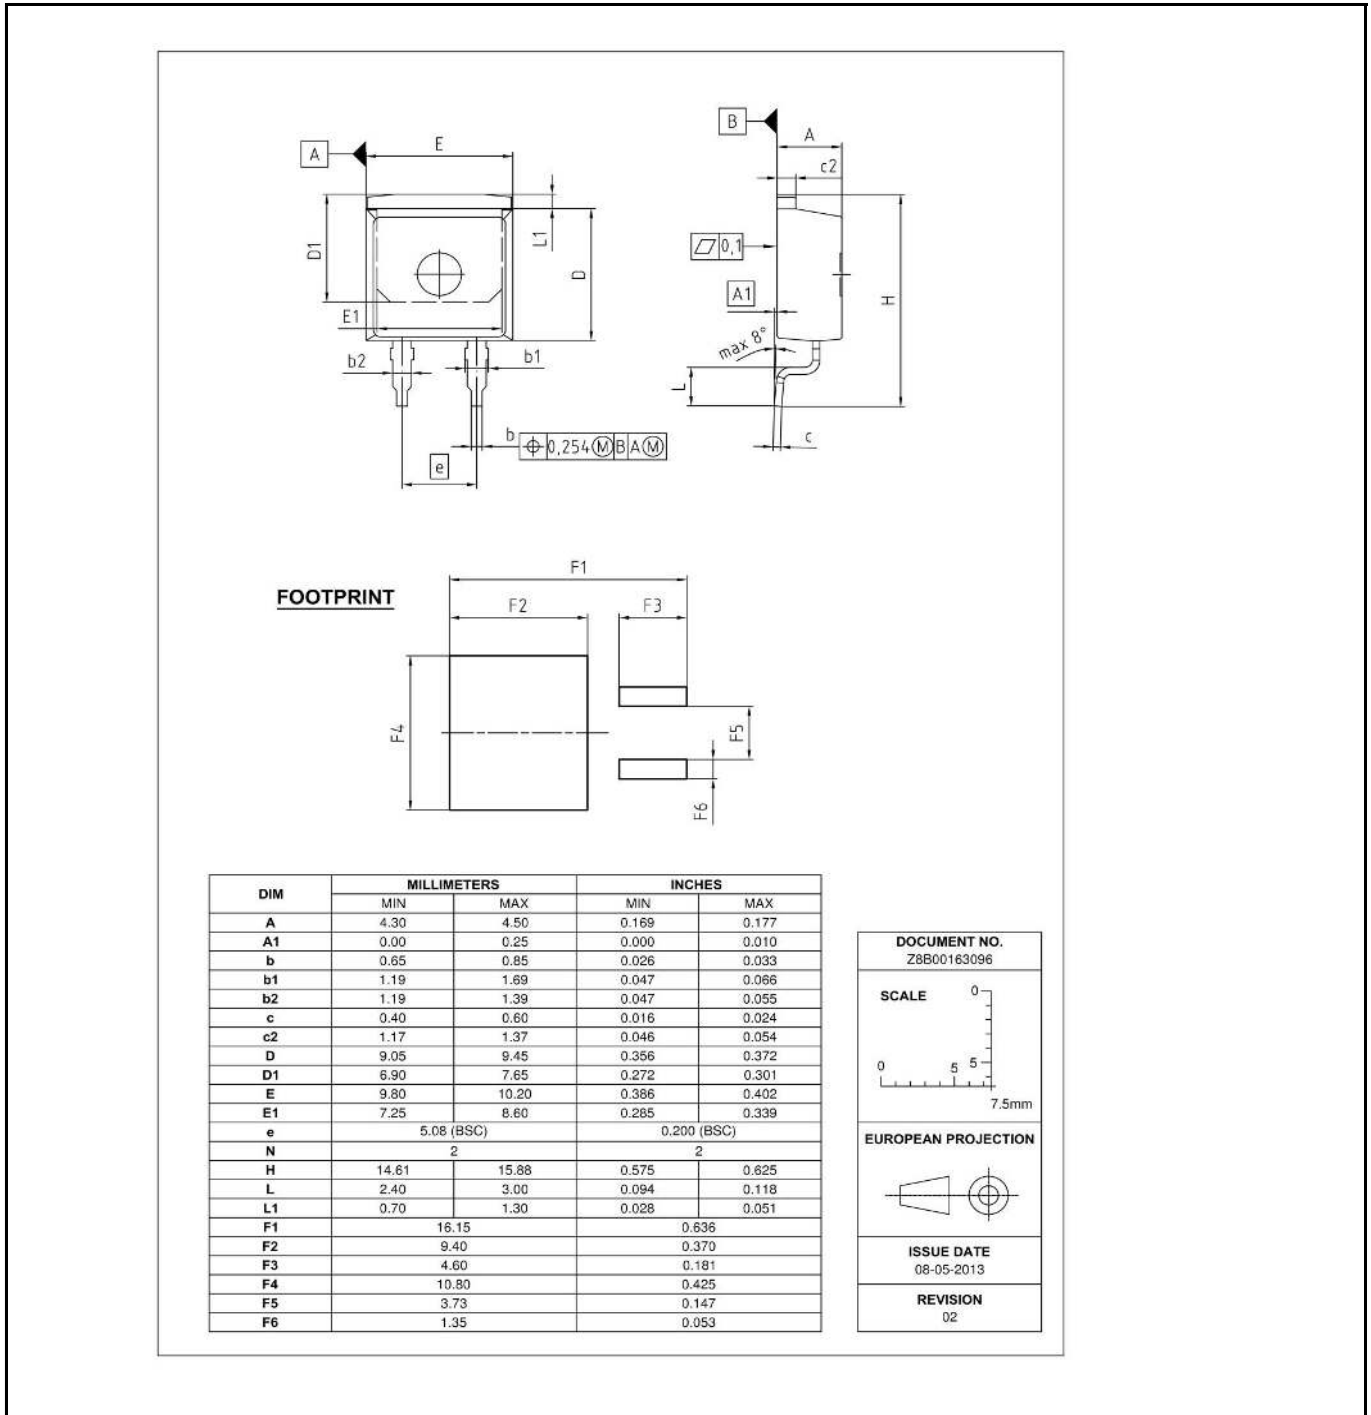 B
A
c2
A
E
L1
D1
D
0,1
H
A1
E1
max 8°
b2
b1
L
b
0,254 M B A M
c
e
F1
FOOTPRINT
F2
F3
F4
F5
F6
DIM MILLIMETERS INCHES
MIN MAX MIN MAX
A 4.30 4.50 0.169 0.177
A1 0.00 0.25 0.000 0.010
b 0.65 0.85 0.026 0.033
b1 1.19 1.69 0.047 0.066
b2 1.19 1.39 0.047 0.055
c 0.40 0.60 0.016 0.024
c2 1.17 1.37 0.046 0.054
D 9.05 9.45 0.356 0.372
D1 6.90 7.65 0.272 0.301
E 9.80 10.20 0.386 0.402
E1 7.25 8.60 0.285 0.339
e 5.08 (BSC) 0.200 (BSC)
N 2 2
H 14.61 15.88 0.575 0.625
L 2.40 3.00 0.094 0.118
L1 0.70 1.30 0.028 0.051
F1 16.15 0.636
F2 9.40 0.370
F3 4.60 0.181
F4 10.80 0.425
F5 3.73 0.147
F6 1.35 0.053
DOCUMENT NO.
Z8B00163096
SCALE
0
5
0
5
7.5mm
EUROPEAN PROJECTION
ISSUE DATE
08-05-2013
REVISION
02